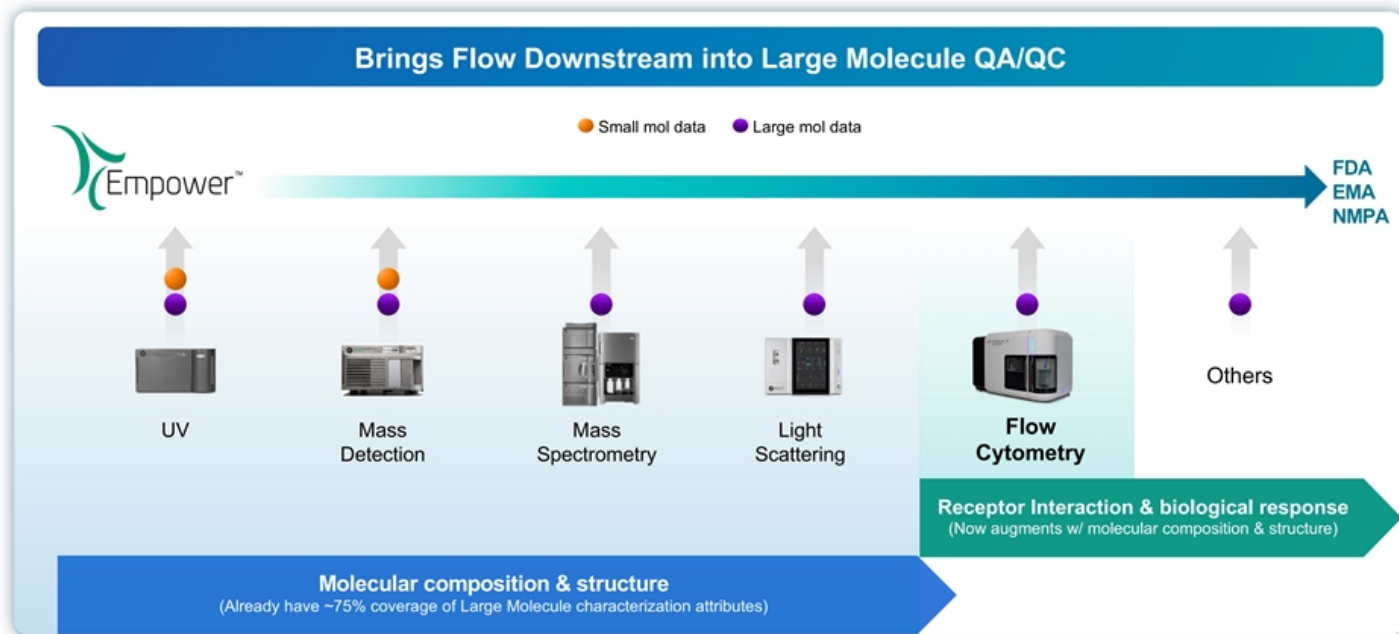 Brings Flow Downstream into Large Molecule QA/QC
Small mol data
Large mol data
Empower™
FDA
EMA
NMPA
UV
Mass
Detection
Mass
Spectrometry
Light
Scattering
Flow
Cytometry
Others
Receptor Interaction & biological response
(Now augments w/ molecular composition & structure)
Molecular composition & structure
(Already have ~75% coverage of Large Molecule characterization attributes)